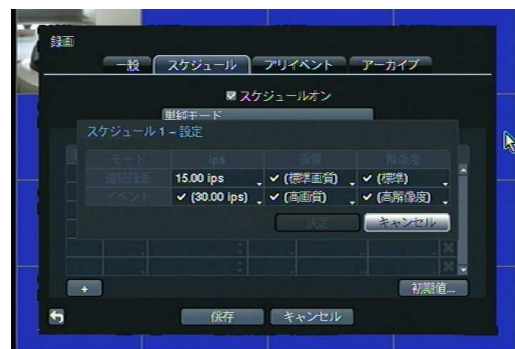 録画
一般 スケジュール プリイベント アーカイブ
スケジュールオン
単純モード
スケジュール 1 – 設定
モード ips 画質 解像度
連続録画 15.00 ips (標準画質) (標準)
イベント (30.00 ips) (高画質) (高解像度)
決定 キャンセル
+ 初期値...
保存 キャンセル